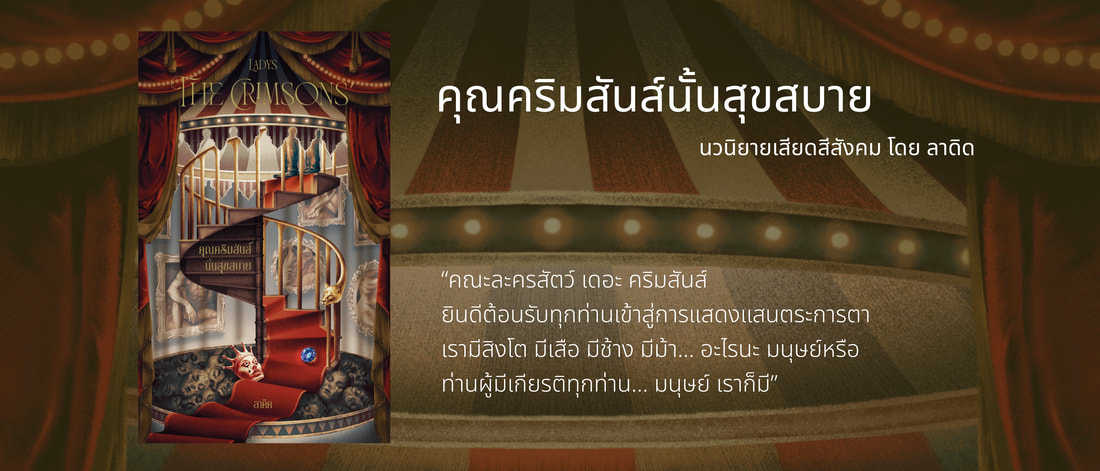 LADYS
THE CRIMSONS'
คุณคริมสันส์
นั้นสุขสบาย
ลาดิด
คุณคริมสันส์นั้นสุขสบาย
นวนิยายเสียดสีสังคม โดย ลาดิด
“คณะละครสัตว์ เดอะ คริมสันส์
ยินดีต้อนรับทุกท่านเข้าสู่การแสดงแสนตระการตา
เรามีสิงโต มีเสือ มีช้าง มีม้า... อะไรนะ มนุษย์หรือ
ท่านผู้มีเกียรติทุกท่าน... มนุษย์ เราก็มี”